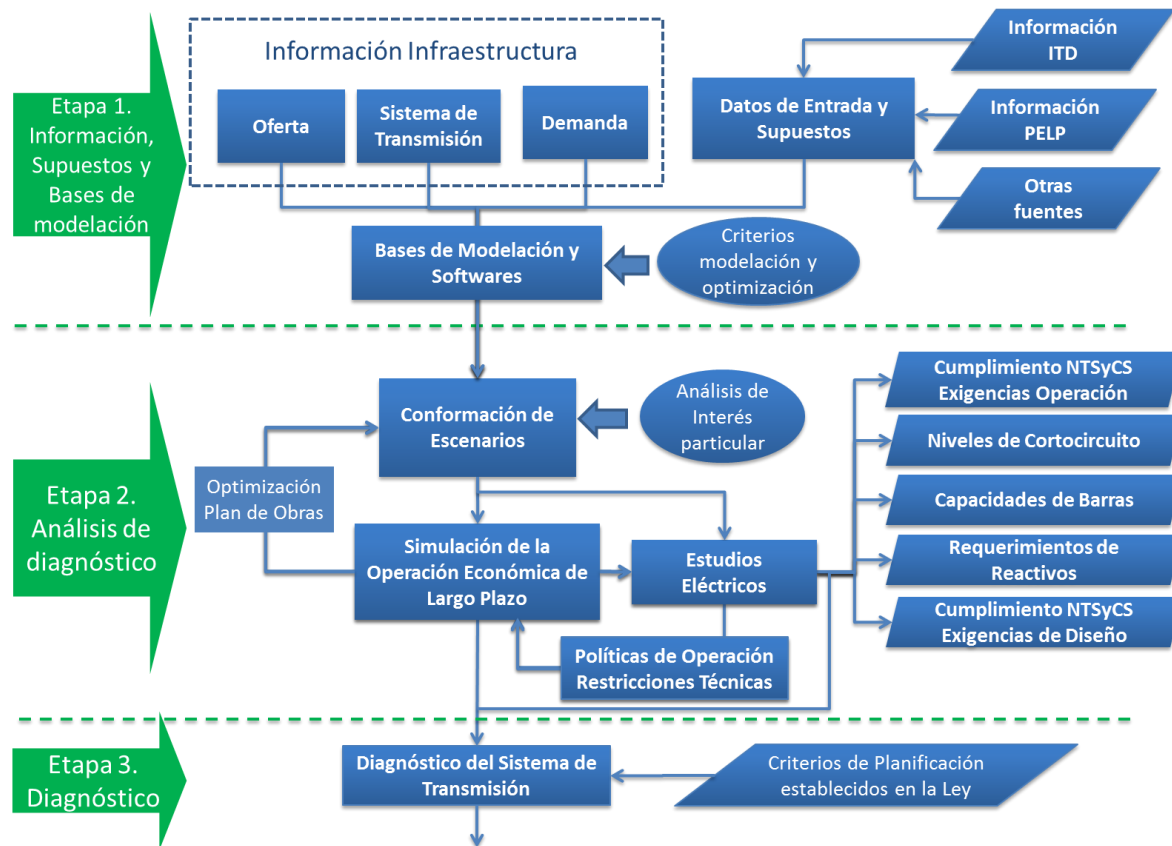 Etapa 1.
Información,
Supuestos y
Bases de
modelación
Información Infraestructura
Oferta
Sistema de
Transmisión
Demanda
Datos de Entrada y
Supuestos
Información
ITD
Información
PELP
Otras
fuentes
Bases de Modelación y
Softwares
Criterios
modelación y
optimización
Etapa 2.
Análisis de
diagnóstico
Conformación de
Escenarios
Análisis de
Interés
particular
Optimización
Plan de Obras
Simulación de la
Operación Económica de
Largo Plazo
Estudios
Eléctricos
Políticas de Operación
Restricciones Técnicas
Cumplimiento NTSyCS
Exigencias Operación
Niveles de Cortocircuito
Capacidades de Barras
Requerimientos de
Reactivos
Cumplimiento NTSyCS
Exigencias de Diseño
Etapa 3.
Diagnóstico
Diagnóstico del Sistema de
Transmisión
Criterios de Planificación
establecidos en la Ley